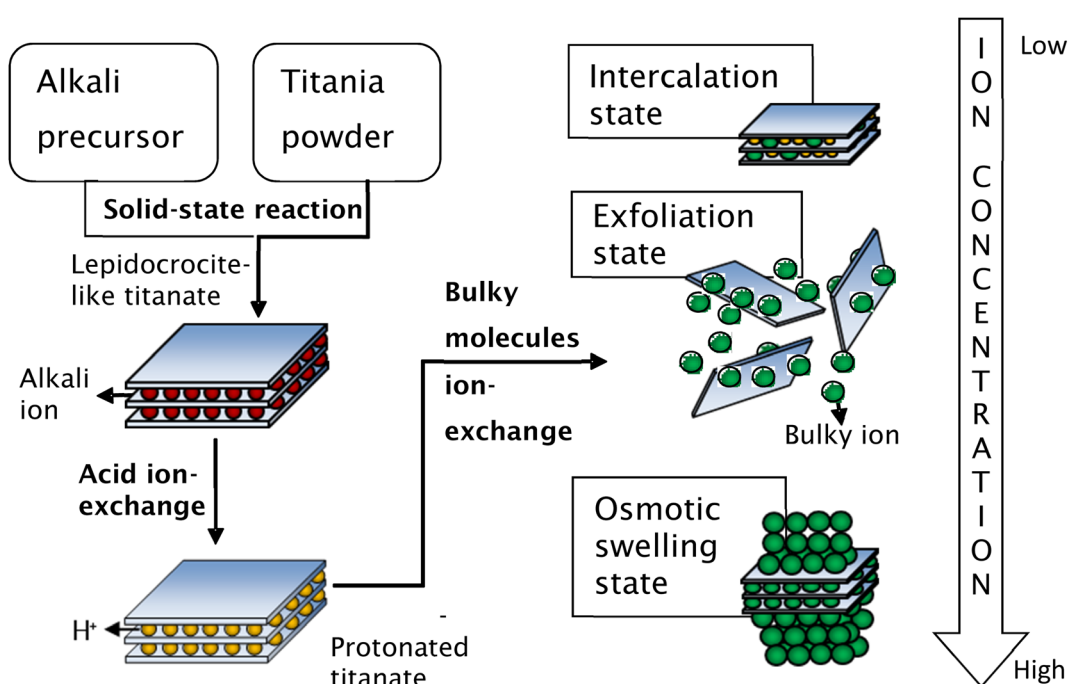 Alkali
precursor
Titania
powder
Solid-state reaction
Lepidocrocite-
like titanate
Alkali
ion
Acid ion-
exchange
H⁺
-
Protonated
titanate
Bulky
molecules
ion-
exchange
Intercalation
state
Exfoliation
state
Bulky ion
Osmotic
swelling
state
ION CONCENTRATION
Low
High